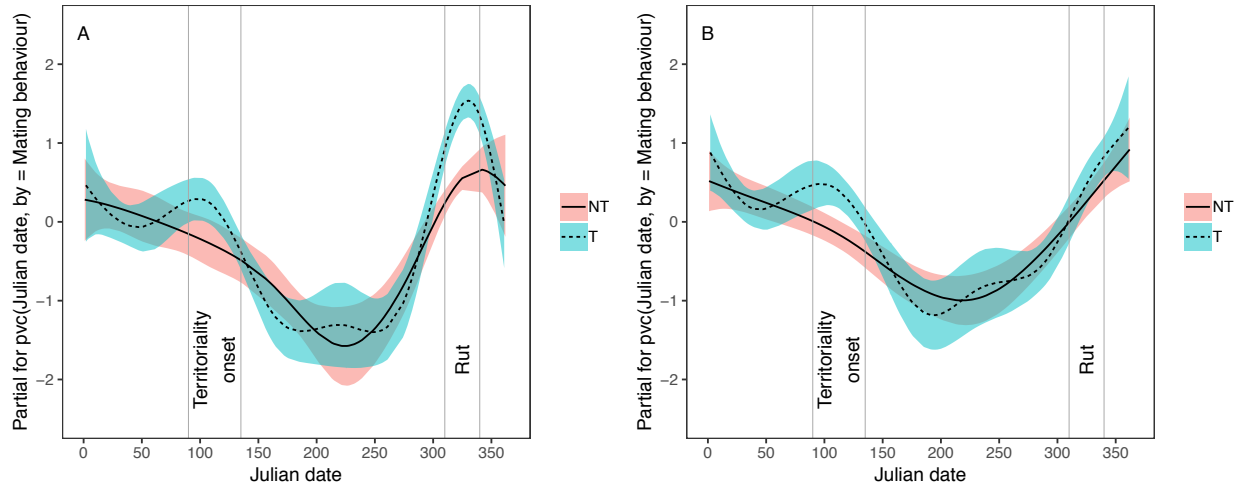 A
Partial for pvc(Julian date, by = Mating behaviour)
2
1
0
−1
−2
Territoriality
onset
Rut
0 50 100 150 200 250 300 350
Julian date
NT
T
B
Partial for pvc(Julian date, by = Mating behaviour)
2
1
0
−1
−2
Territoriality
onset
Rut
0 50 100 150 200 250 300 350
Julian date
NT
T